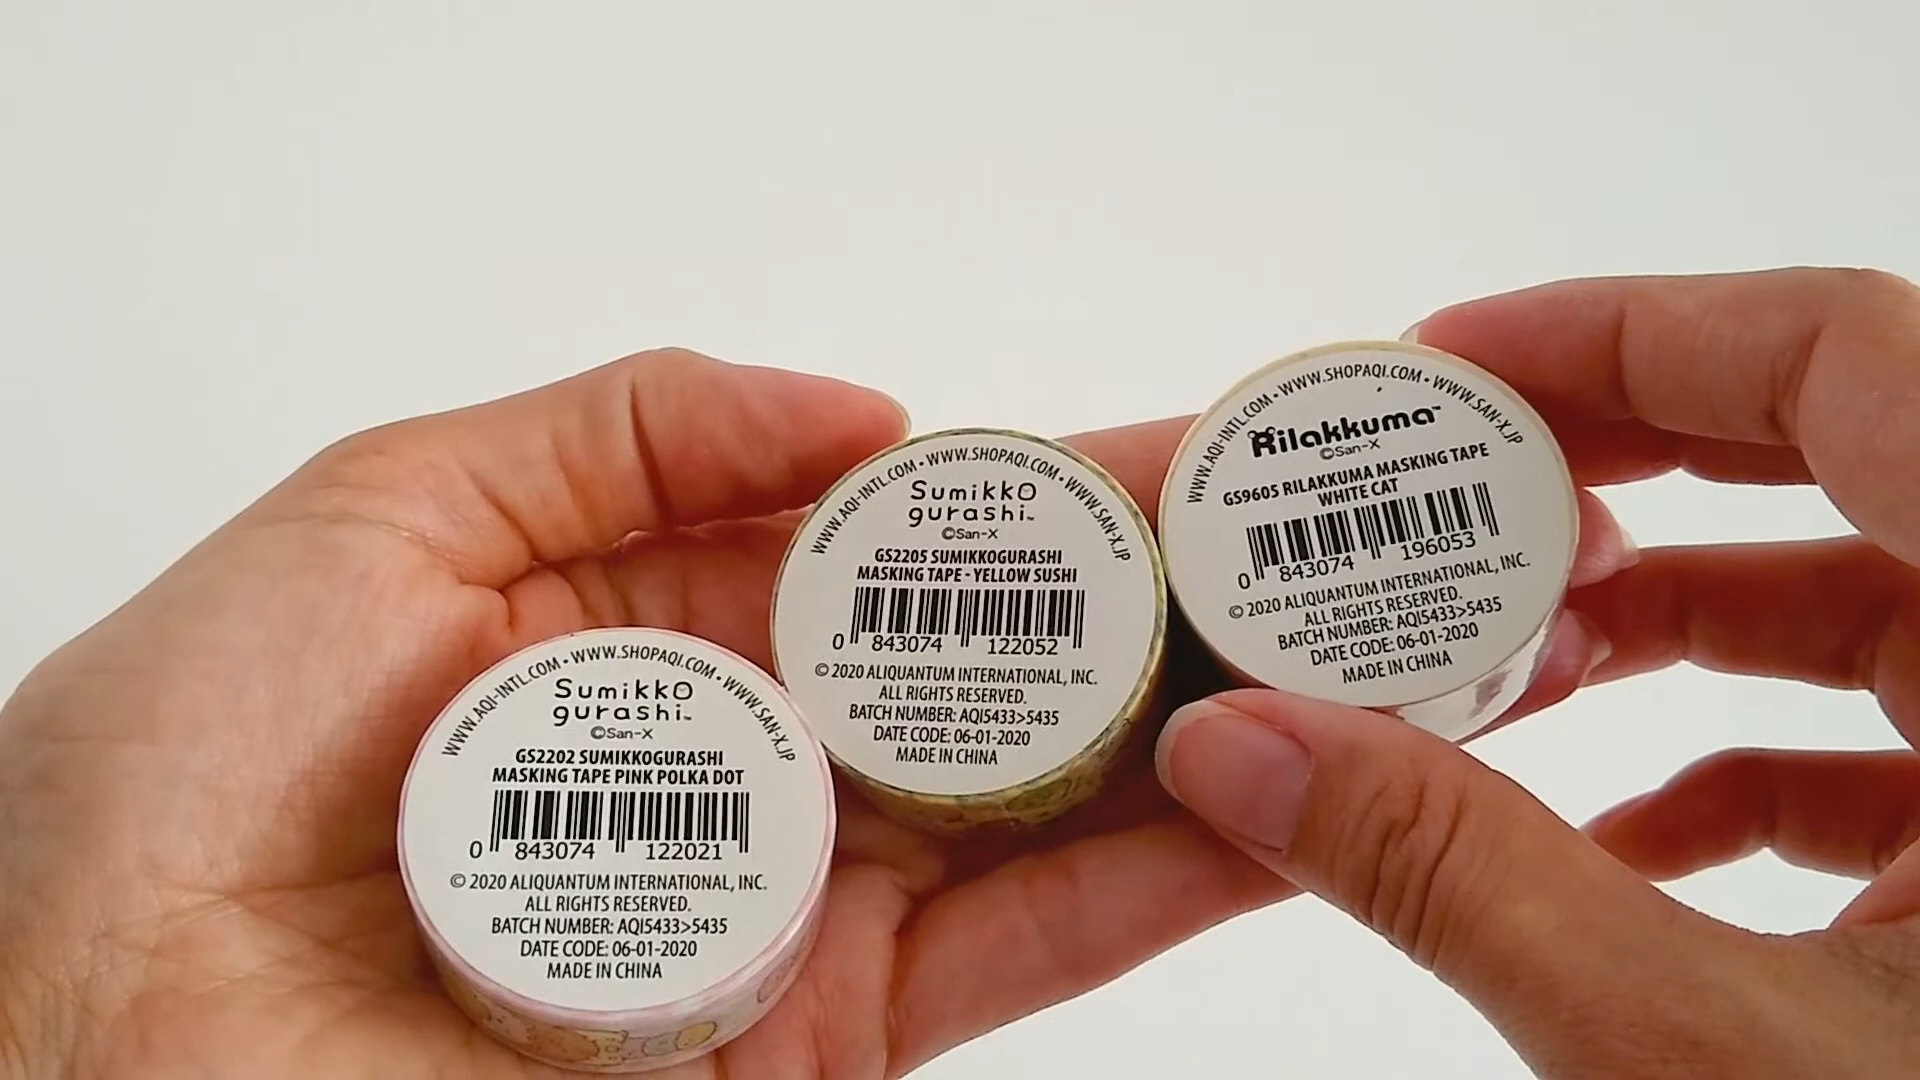 WWW.AQI-INTL.COM • WWW.SHOPAQI.COM • WWW.SAN-X.JP
Sumikko
gurashi™
©San-X
GS2202 SUMIKKOGURASHI
MASKING TAPE PINK POLKA DOT
0 843074 122021
© 2020 ALIQUANTUM INTERNATIONAL, INC.
ALL RIGHTS RESERVED.
BATCH NUMBER: AQI5433>5435
DATE CODE: 06-01-2020
MADE IN CHINA
WWW.AQI-INTL.COM • WWW.SHOPAQI.COM • WWW.SAN-X.JP
Sumikko
gurashi™
©San-X
GS2205 SUMIKKOGURASHI
MASKING TAPE - YELLOW SUSHI
0 843074 122052
© 2020 ALIQUANTUM INTERNATIONAL, INC.
ALL RIGHTS RESERVED.
BATCH NUMBER: AQI5433>5435
DATE CODE: 06-01-2020
MADE IN CHINA
WWW.AQI-INTL.COM • WWW.SHOPAQI.COM • WWW.SAN-X.JP
Rilakkuma™
©San-X
GS9605 RILAKKUMA MASKING TAPE
WHITE CAT
0 843074 196053
© 2020 ALIQUANTUM INTERNATIONAL, INC.
ALL RIGHTS RESERVED.
BATCH NUMBER: AQI5433>5435
DATE CODE: 06-01-2020
MADE IN CHINA